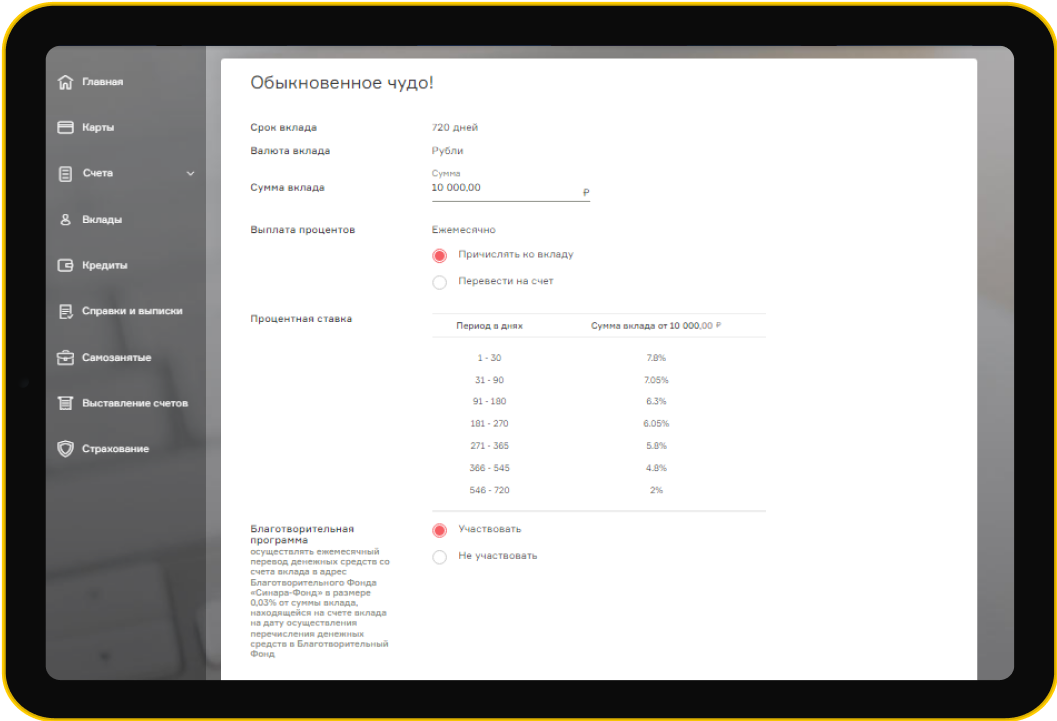 Главная
Карты
Счета
Вклады
Кредиты
Справки и выписки
Самозанятые
Выставление счетов
Страхование
Обыкновенное чудо!
Срок вклада 720 дней
Валюта вклада Рубли
Сумма
Сумма вклада 10 000,00 ₽
Выплата процентов Ежемесячно
Причислять ко вкладу
Перевести на счет
Процентная ставка
Период в днях Сумма вклада от 10 000,00 ₽
1 - 30 7.8%
31 - 90 7.05%
91 - 180 6.3%
181 - 270 6.05%
271 - 365 5.8%
366 - 545 4.8%
546 - 720 2%
Благотворительная
программа
осуществлять ежемесячный
перевод денежных средств со
счета вклада в адрес
Благотворительного Фонда
«Синара-Фонд» в размере
0,03% от суммы вклада,
находящейся на счете вклада
на дату осуществления
перечисления денежных
средств в Благотворительный
Фонд
Участвовать
Не участвовать